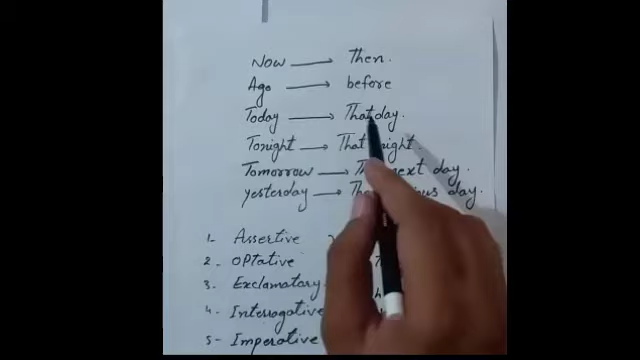 Now → Then.
Ago → before
Today → That day.
Tonight → That night.
Tomorrow → next day.
Yesterday → day.
1- Assertive
2- OPtative
3- Exclamatory.
4- Interrogative
5- Imperative